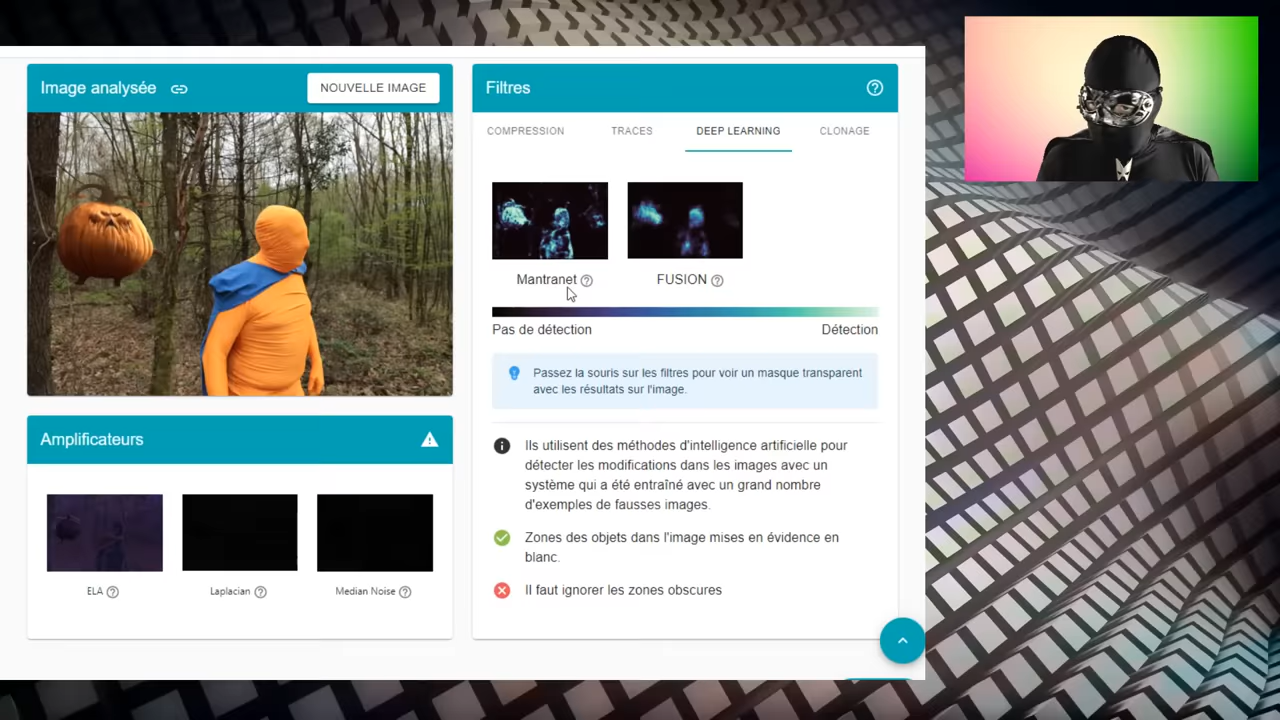 Image analysée
NOUVELLE IMAGE
Filtres
COMPRESSION
TRACES
DEEP LEARNING
CLONAGE
Mantranet
FUSION
Pas de détection
Détection
Passez la souris sur les filtres pour voir un masque transparent
avec les résultats sur l'image.
Ils utilisent des méthodes d'intelligence artificielle pour
détecter les modifications dans les images avec un
système qui a été entraîné avec un grand nombre
d'exemples de fausses images.
Zones des objets dans l'image mises en évidence en
blanc.
Il faut ignorer les zones obscures
Amplificateurs
ELA
Laplacian
Median Noise